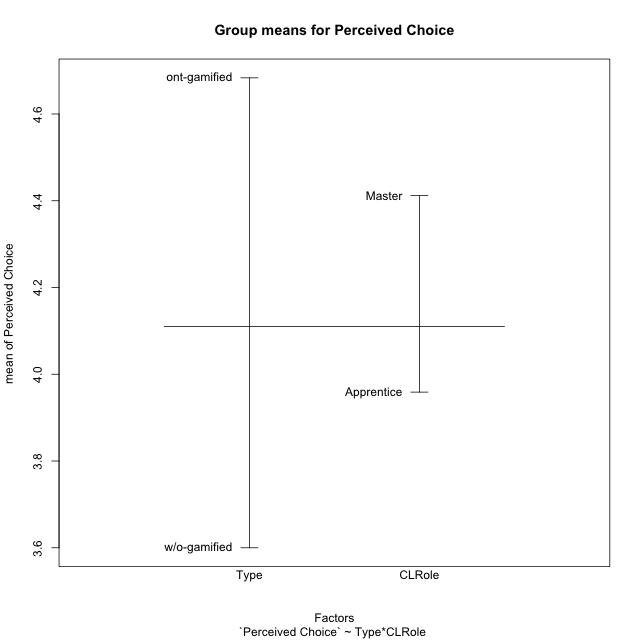 Group means for Perceived Choice
mean of Perceived Choice
4.6
4.4
4.2
4.0
3.8
3.6
ont-gamified
w/o-gamified
Master
Apprentice
Type
CLRole
Factors
`Perceived Choice` ~ Type*CLRole